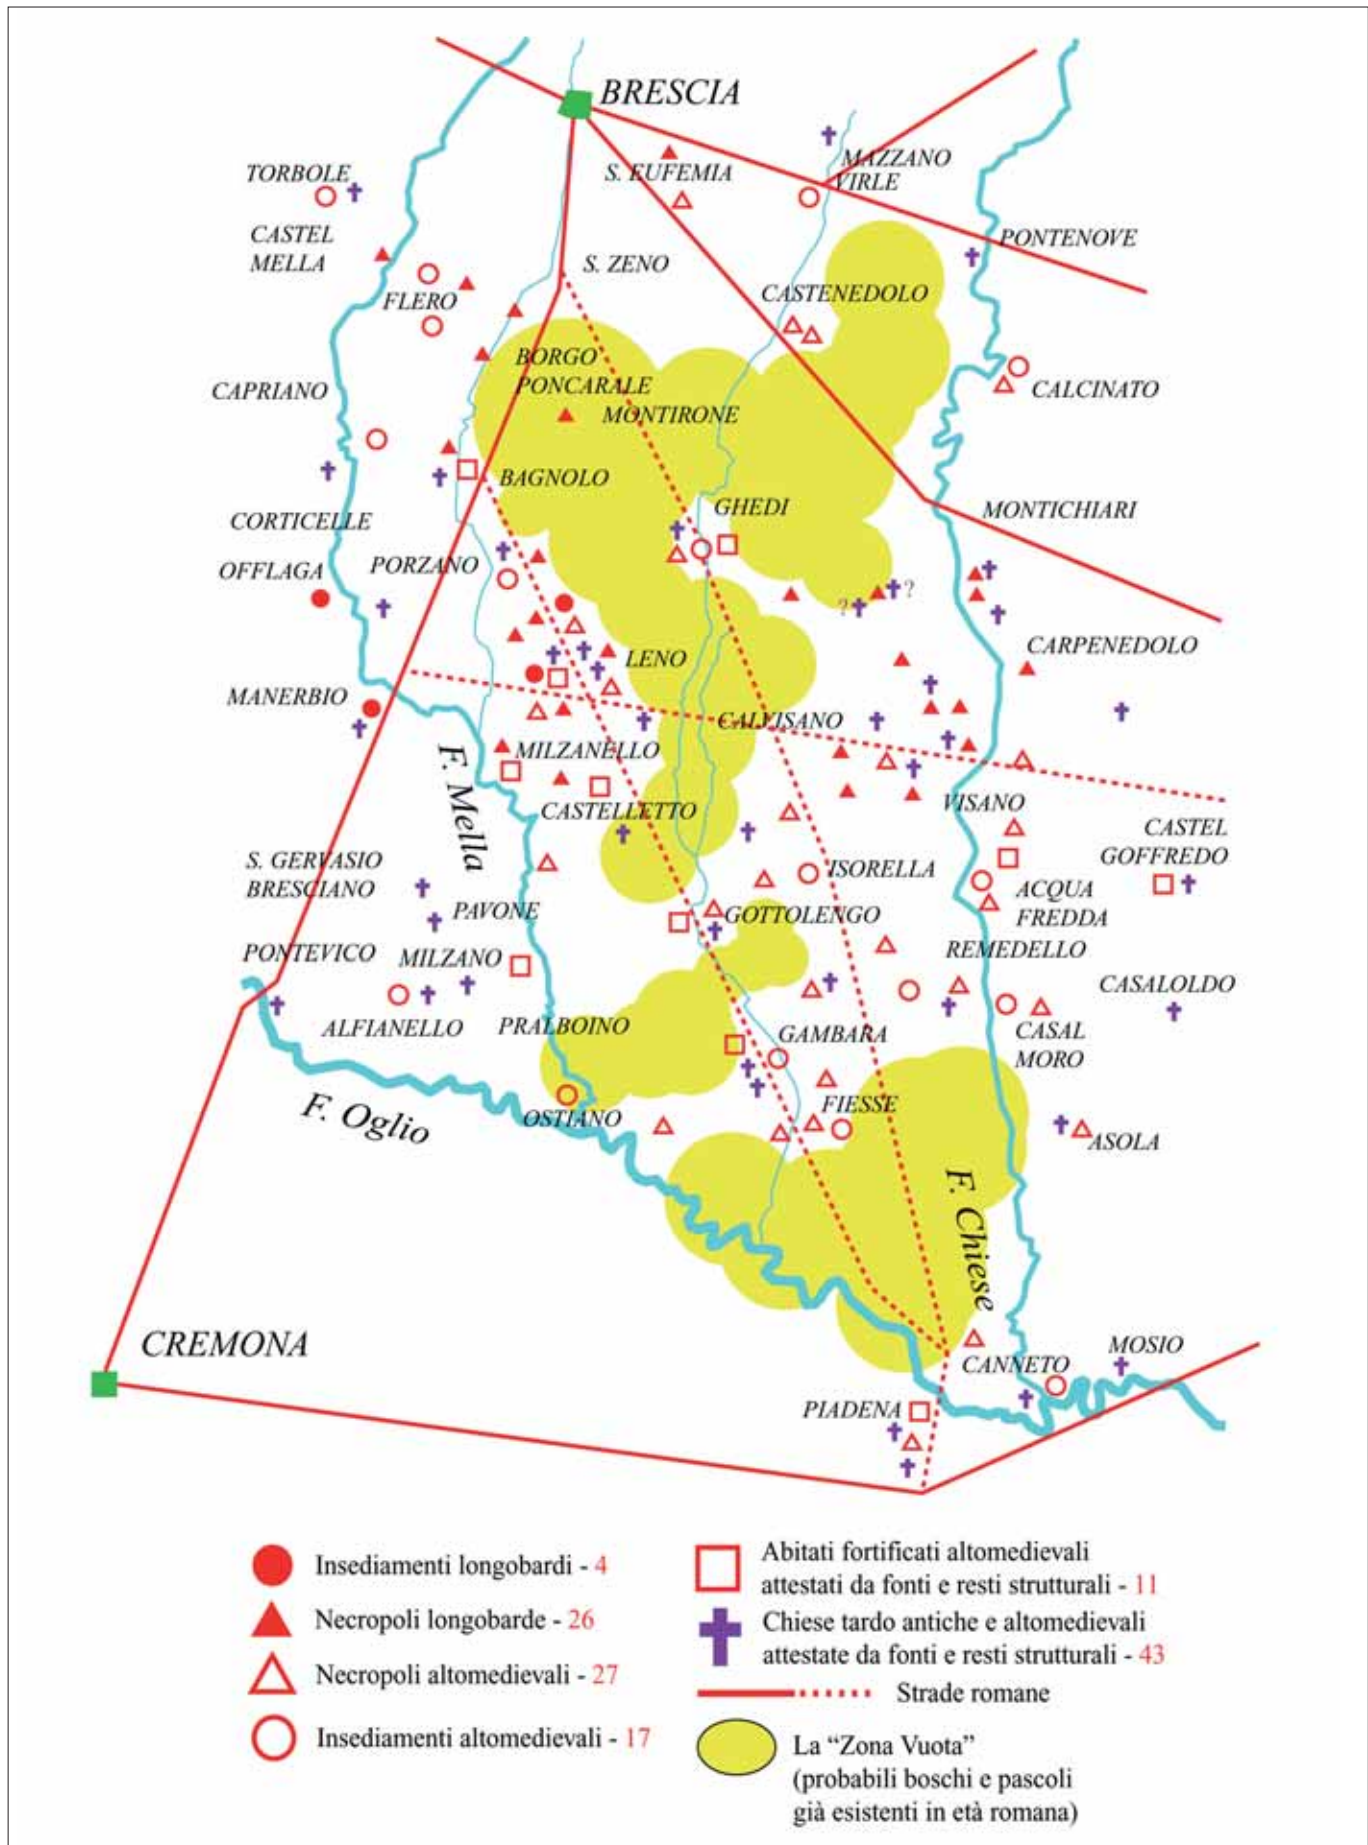 BRESCIA
MAZZANO
VIRLE
S. EUFEMIA
TORBOLE
CASTEL
MELLA
PONTENOVE
S. ZENO
CASTENEDOLO
FLERO
BORGO
PONCARALE
MONTIRONE
CAPRIANO
CALCINATO
BAGNOLO
GHEDI
MONTICHIARI
CORTICELLE
OFFLAGA
PORZANO
?
?
LENO
CARPENEDOLO
MANERBIO
CALVISANO
F. Mella
MILZANELLO
CASTELLETTO
VISANO
CASTEL
GOFFREDO
S. GERVASIO
BRESCIANO
ISORELLA
ACQUA
FREDDA
PAVONE
GOTTOLENGO
PONTEVICO
MILZANO
REMEDELLO
CASALOLDO
ALFIANELLO
PRALBOINO
GAMBARA
CASAL
MORO
F. Oglio
OSTIANO
FIESSE
ASOLA
F. Chiese
CREMONA
CANNETO
MOSIO
PIADENA
Insediamenti longobardi - 4
Necropoli longobarde - 26
Necropoli altomedievali - 27
Insediamenti altomedievali - 17
Abitati fortificati altomedievali
attestati da fonti e resti strutturali - 11
Chiese tardo antiche e altomedievali
attestate da fonti e resti strutturali - 43
Strade romane
La “Zona Vuota”
(probabili boschi e pascoli
già esistenti in età romana)